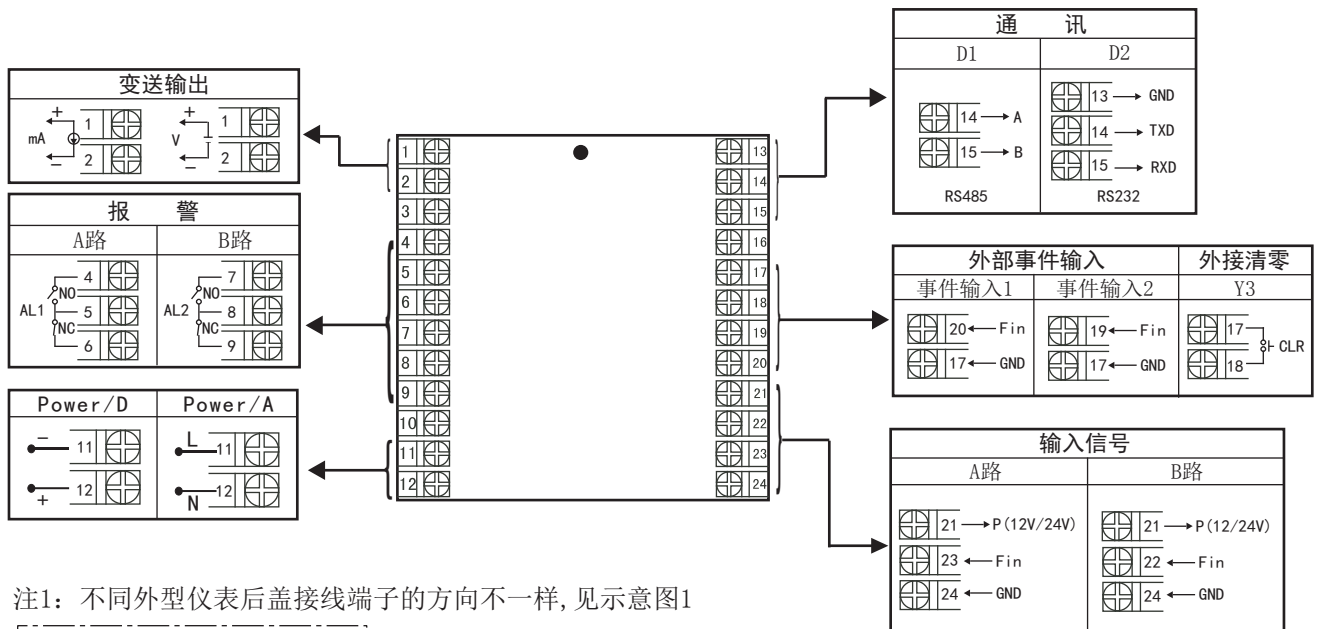 变送输出
+ 1 + 1
mA V
- 2 - 2
报 警
A路 B路
4 7
NO NO
AL1 5 AL2 8
NC NC
6 9
Power/D Power/A
- 11 L 11
+ 12 N 12
1 13
2 14
3 15
4 16
5 17
6 18
7 19
8 20
9 21
10 22
11 23
12 24
通 讯
D1 D2
13 → GND
14 → A 14 → TXD
15 → B 15 → RXD
RS485 RS232
外部事件输入 外接清零
事件输入1 事件输入2 Y3
20 ← Fin 19 ← Fin 17
CLR
17 ← GND 17 ← GND 18
输入信号
A路 B路
21 → P(12V/24V) 21 → P(12/24V)
23 ← Fin 22 ← Fin
24 ← GND 24 ← GND
注1: 不同外型仪表后盖接线端子的方向不一样,见示意图1